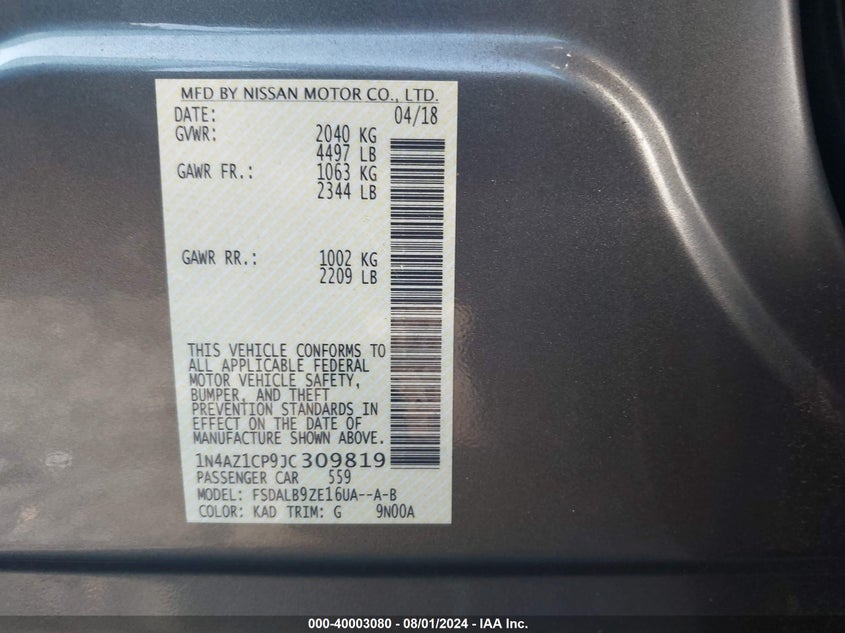 MFD BY NISSAN MOTOR CO., LTD.
DATE: 04/18
GVWR: 2040 KG
4497 LB
GAWR FR.: 1063 KG
2344 LB
GAWR RR.: 1002 KG
2209 LB
THIS VEHICLE CONFORMS TO
ALL APPLICABLE FEDERAL
MOTOR VEHICLE SAFETY,
BUMPER, AND THEFT
PREVENTION STANDARDS IN
EFFECT ON THE DATE OF
MANUFACTURE SHOWN ABOVE.
1N4AZ1CP9JC309819
PASSENGER CAR 559
MODEL: FSDALB9ZE16UA--A-B
COLOR: KAD TRIM: G 9N00A
000-40003080 - 08/01/2024 - IAA Inc.